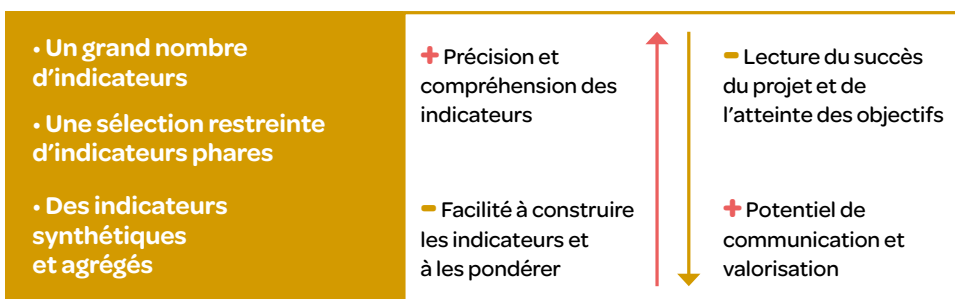 • Un grand nombre
d’indicateurs
• Une sélection restreinte
d’indicateurs phares
• Des indicateurs
synthétiques
et agrégés
+ Précision et
compréhension des
indicateurs
- Facilité à construire
les indicateurs et
à les pondérer
- Lecture du succès
du projet et de
l’atteinte des objectifs
+ Potentiel de
communication et
valorisation